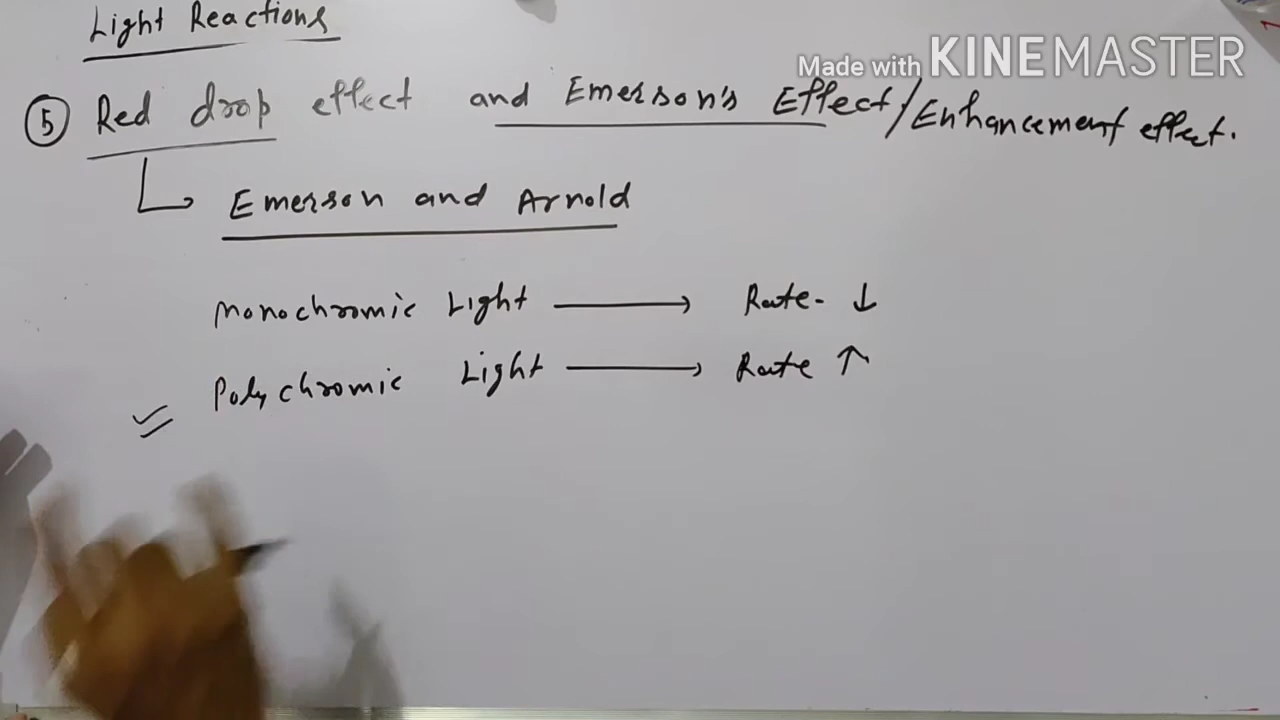 Light Reactions
Made with KINEMASTER
5 Red drop effect and Emerson's Effect/Enhancement effect.
Emerson and Arnold
Monochromic Light → Rate- ↓
Polychromic Light → Rate ↑